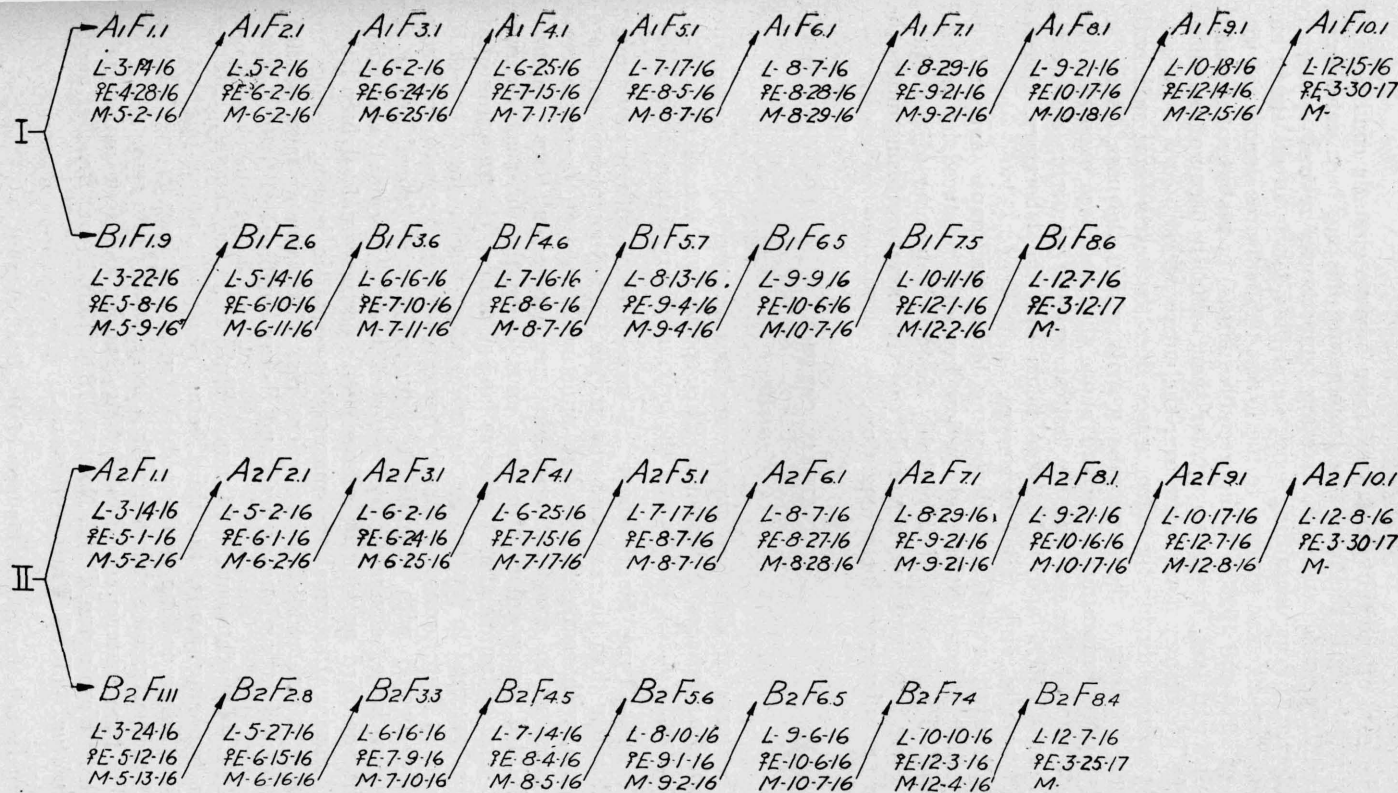 I
A1F1.1 A1F2.1 A1F3.1 A1F4.1 A1F5.1 A1F6.1 A1F7.1 A1F8.1 A1F9.1 A1F10.1
L-3-14-16 L-5-2-16 L-6-2-16 L-6-25-16 L-7-17-16 L-8-7-16 L-8-29-16 L-9-21-16 L-10-18-16 L-12-15-16
♀E-4-28-16 ♀E-6-2-16 ♀E-6-24-16 ♀E-7-15-16 ♀E-8-5-16 ♀E-8-28-16 ♀E-9-21-16 ♀E10-17-16 ♀E-12-14-16 ♀E-3-30-17
M-5-2-16 M-6-2-16 M-6-25-16 M-7-17-16 M-8-7-16 M-8-29-16 M-9-21-16 M-10-18-16 M-12-15-16 M-
B1F1.9 B1F2.6 B1F3.6 B1F4.6 B1F5.7 B1F6.5 B1F7.5 B1F8.6
L-3-22-16 L-5-14-16 L-6-16-16 L-7-16-16 L-8-13-16 L-9-9-16 L-10-11-16 L-12-7-16
♀E-5-8-16 ♀E-6-10-16 ♀E-7-10-16 ♀E-8-6-16 ♀E-9-4-16 ♀E-10-6-16 ♀E-12-1-16 ♀E-3-12-17
M-5-9-16 M-6-11-16 M-7-11-16 M-8-7-16 M-9-4-16 M-10-7-16 M-12-2-16 M-
II
A2F1.1 A2F2.1 A2F3.1 A2F4.1 A2F5.1 A2F6.1 A2F7.1 A2F8.1 A2F9.1 A2F10.1
L-3-14-16 L-5-2-16 L-6-2-16 L-6-25-16 L-7-17-16 L-8-7-16 L-8-29-16 L-9-21-16 L-10-17-16 L-12-8-16
♀E-5-1-16 ♀E-6-1-16 ♀E-6-24-16 ♀E-7-15-16 ♀E-8-7-16 ♀E-8-27-16 ♀E-9-21-16 ♀E-10-16-16 ♀E-12-7-16 ♀E-3-30-17
M-5-2-16 M-6-2-16 M-6-25-16 M-7-17-16 M-8-7-16 M-8-28-16 M-9-21-16 M-10-17-16 M-12-8-16 M-
B2F1.11 B2F2.8 B2F3.3 B2F4.5 B2F5.6 B2F6.5 B2F7.4 B2F8.4
L-3-24-16 L-5-27-16 L-6-16-16 L-7-14-16 L-8-10-16 L-9-6-16 L-10-10-16 L-12-7-16
♀E-5-12-16 ♀E-6-15-16 ♀E-7-9-16 ♀E-8-4-16 ♀E-9-1-16 ♀E-10-6-16 ♀E-12-3-16 ♀E-3-25-17
M-5-13-16 M-6-16-16 M-7-10-16 M-8-5-16 M-9-2-16 M-10-7-16 M-12-4-16 M-